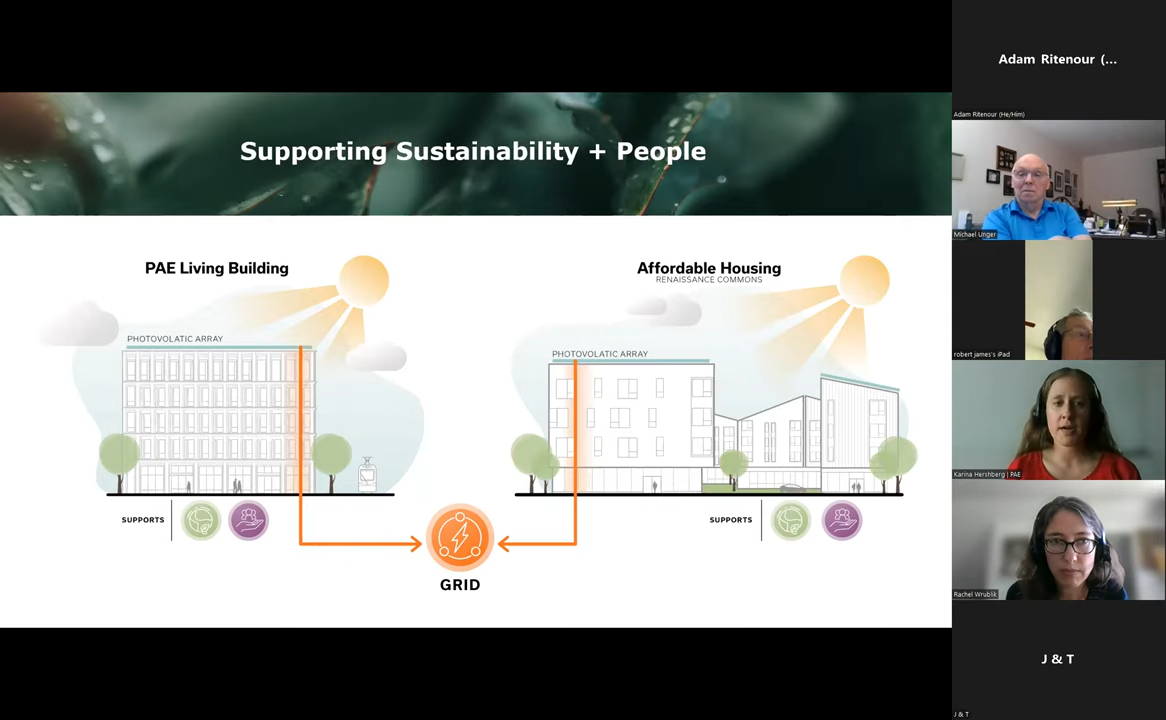 Supporting Sustainability + People
PAE Living Building
PHOTOVOLATIC ARRAY
SUPPORTS
Affordable Housing
RENAISSANCE COMMONS
PHOTOVOLATIC ARRAY
SUPPORTS
GRID
Adam Ritenour (...
Adam Ritenour (He/Him)
Michael Unger
robert james's iPad
Karina Hershberg | PAE
Rachel Wrublik
J & T
J & T